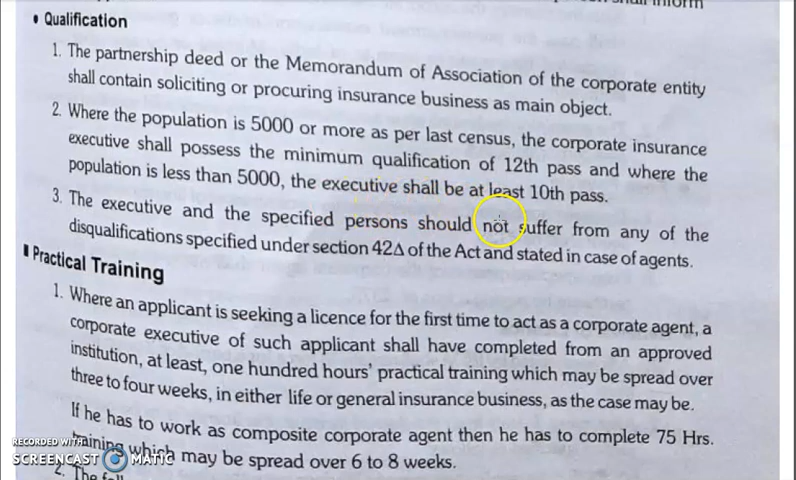 shall inform
• Qualification
1. The partnership deed or the Memorandum of Association of the corporate entity
shall contain soliciting or procuring insurance business as main object.
2. Where the population is 5000 or more as per last census, the corporate insurance
executive shall possess the minimum qualification of 12th pass and where the
population is less than 5000, the executive shall be at least 10th pass.
3. The executive and the specified persons should not suffer from any of the
disqualifications specified under section 42Δ of the Act and stated in case of agents.
Practical Training
1. Where an applicant is seeking a licence for the first time to act as a corporate agent, a
corporate executive of such applicant shall have completed from an approved
institution, at least, one hundred hours' practical training which may be spread over
three to four weeks, in either life or general insurance business, as the case may be.
If he has to work as composite corporate agent then he has to complete 75 Hrs.
training which may be spread over 6 to 8 weeks.
2. The
RECORDED WITH
SCREENCAST MATIC